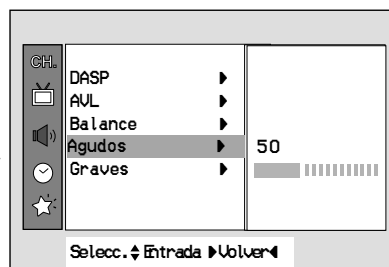 CH.
DASP ▶
AVL ▶
Balance ▶
Agudos ▶ 50
Graves ▶
Selecc.⬍ Entrada ▶Volver◀